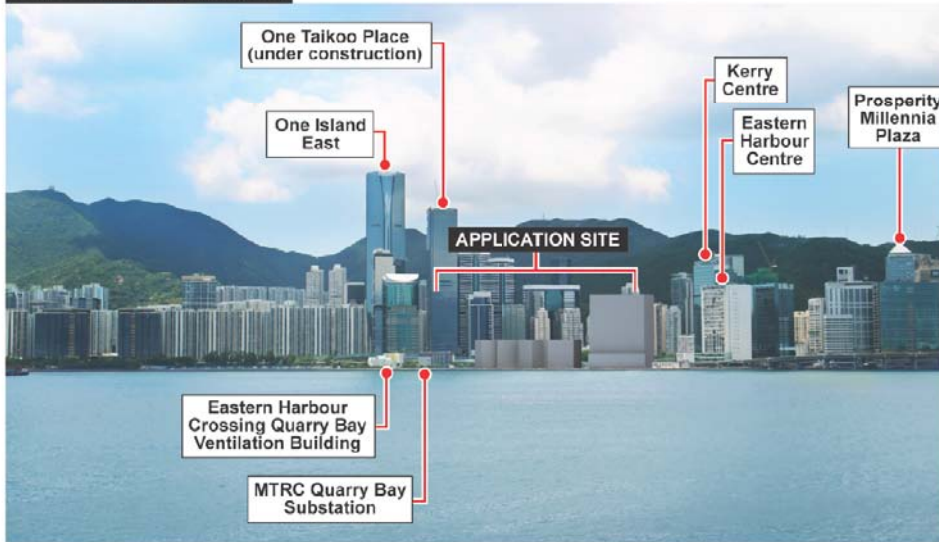 One Taikoo Place
(under construction)
Kerry
Centre
Prosperity
Millennia
Plaza
One Island
East
Eastern
Harbour
Centre
APPLICATION SITE
Eastern Harbour
Crossing Quarry Bay
Ventilation Building
MTRC Quarry Bay
Substation